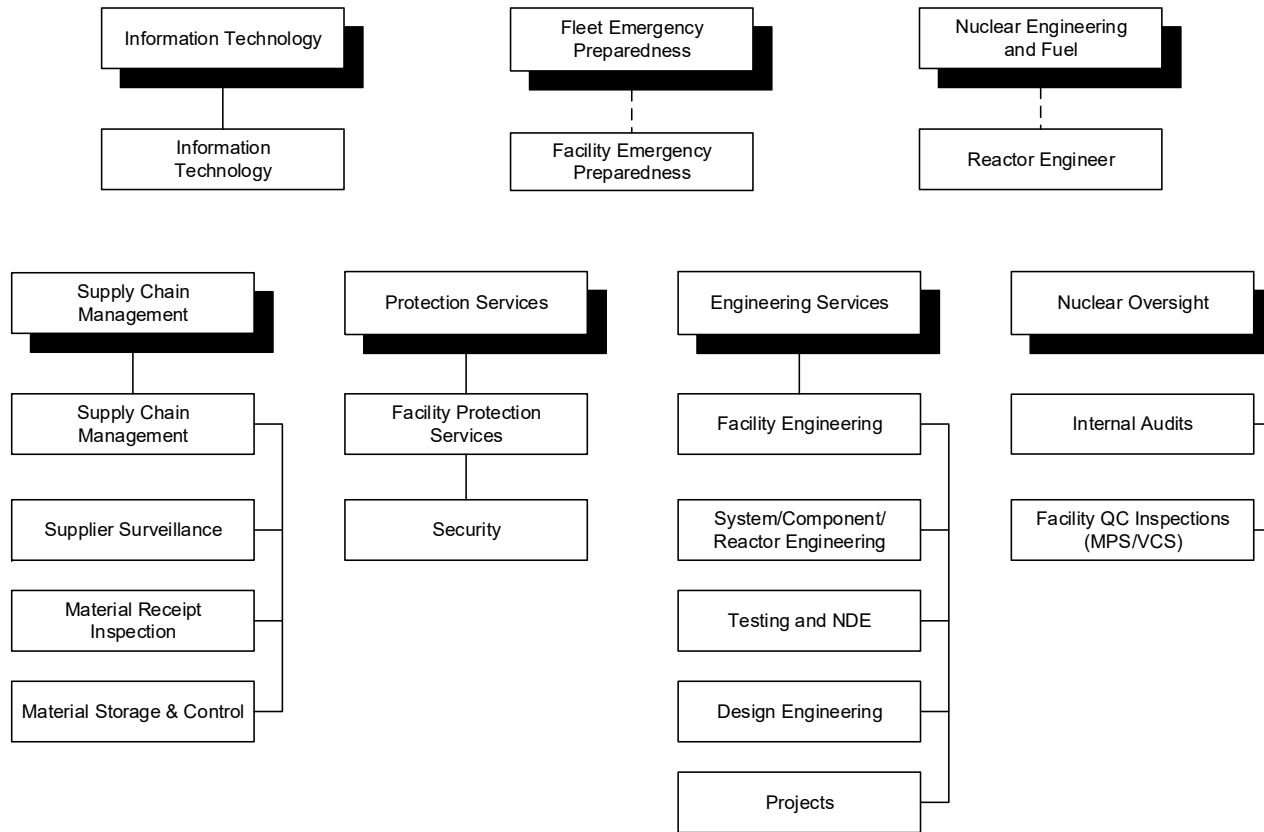 Information Technology
Fleet Emergency
Preparedness
Nuclear Engineering
and Fuel
Information
Technology
Facility Emergency
Preparedness
Reactor Engineer
Supply Chain
Management
Protection Services
Engineering Services
Nuclear Oversight
Supply Chain
Management
Facility Protection
Services
Facility Engineering
Internal Audits
Supplier Surveillance
Security
System/Component/
Reactor Engineering
Facility QC Inspections
(MPS/VCS)
Material Receipt
Inspection
Testing and NDE
Material Storage & Control
Design Engineering
Projects